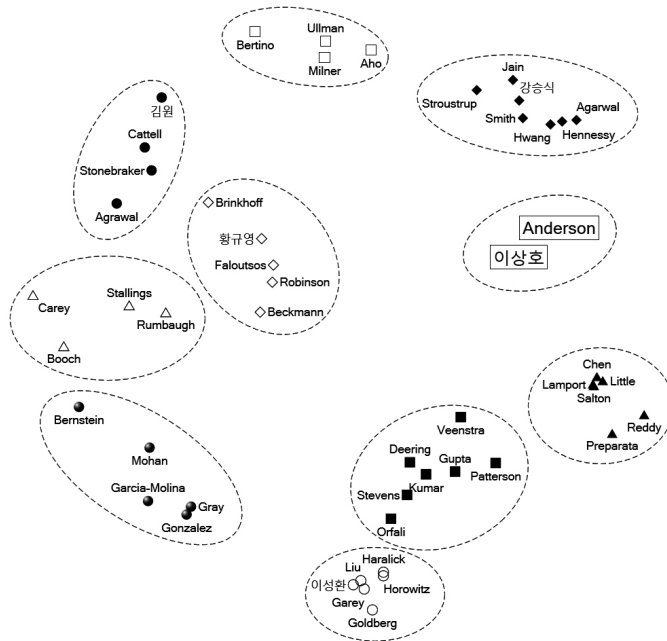 Bertino
Ullman
Milner
Aho
Jain
강승식
Stroustrup
Smith
Agarwal
Hwang
Hennessy
김원
Cattell
Stonebraker
Agrawal
Brinkhoff
황규영
Faloutsos
Robinson
Beckmann
Anderson
이상호
Carey
Stallings
Rumbaugh
Booch
Chen
Lamport
Little
Salton
Reddy
Preparata
Bernstein
Mohan
Garcia-Molina
Gray
Gonzalez
Veenstra
Deering
Gupta
Kumar
Patterson
Stevens
Orfali
Haralick
Liu
이성환
Horowitz
Garey
Goldberg